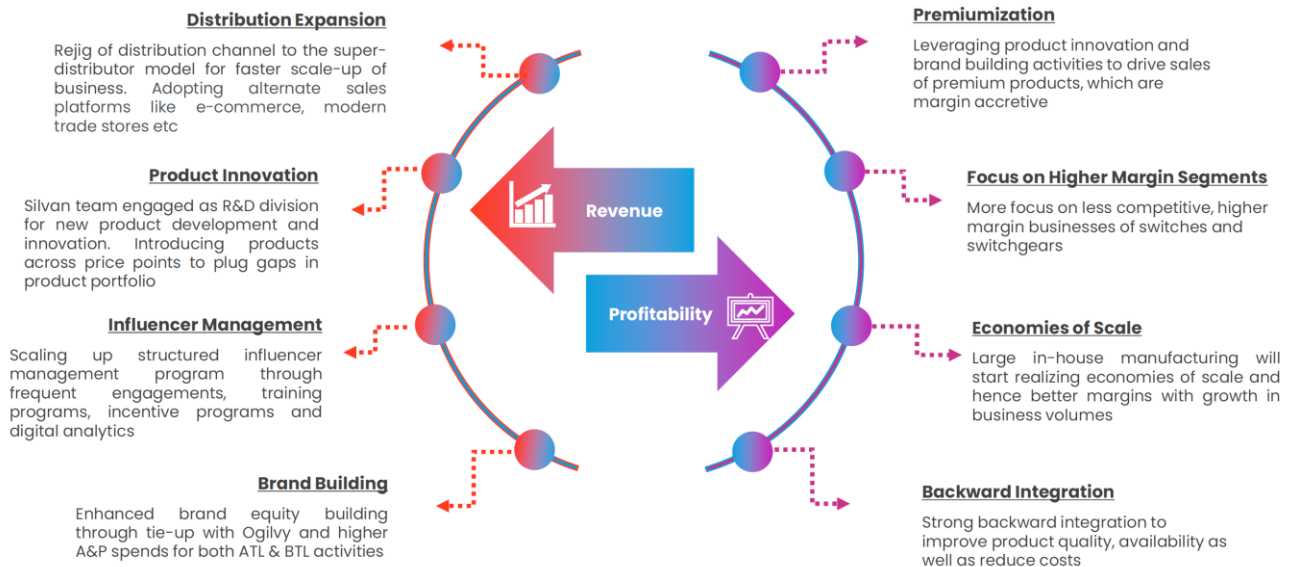 Distribution Expansion
Rejig of distribution channel to the super-
distributor model for faster scale-up of
business. Adopting alternate sales
platforms like e-commerce, modern
trade stores etc
Product Innovation
Silvan team engaged as R&D division
for new product development and
innovation. Introducing products
across price points to plug gaps in
product portfolio
Influencer Management
Scaling up structured influencer
management program through
frequent engagements, training
programs, incentive programs and
digital analytics
Brand Building
Enhanced brand equity building
through tie-up with Ogilvy and higher
A&P spends for both ATL & BTL activities
Revenue
Profitability
Premiumization
Leveraging product innovation and
brand building activities to drive sales
of premium products, which are
margin accretive
Focus on Higher Margin Segments
More focus on less competitive, higher
margin businesses of switches and
switchgears
Economies of Scale
Large in-house manufacturing will
start realizing economies of scale and
hence better margins with growth in
business volumes
Backward Integration
Strong backward integration to
improve product quality, availability as
well as reduce costs